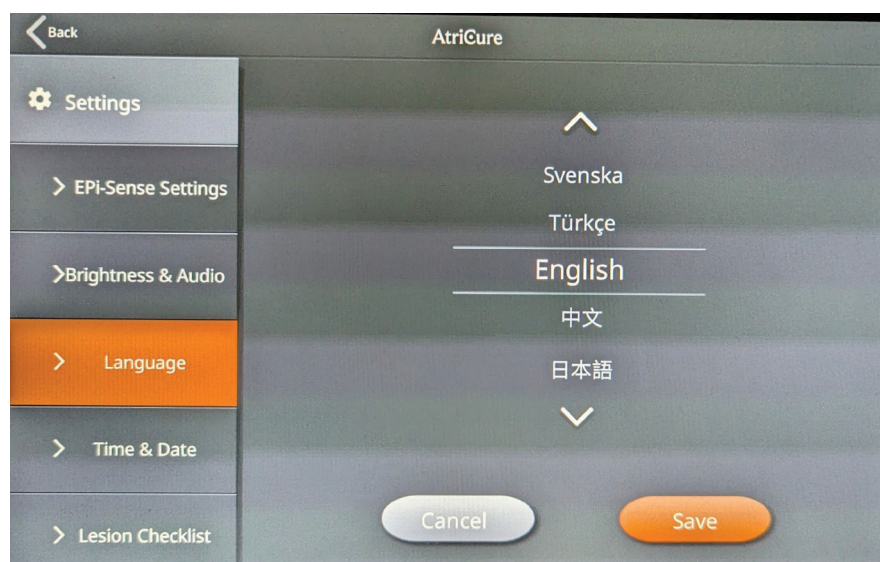 Back
AtriCure
Settings
EPi-Sense Settings
Brightness & Audio
Language
Time & Date
Lesion Checklist
Svenska
Türkçe
English
中文
日本語
Cancel
Save